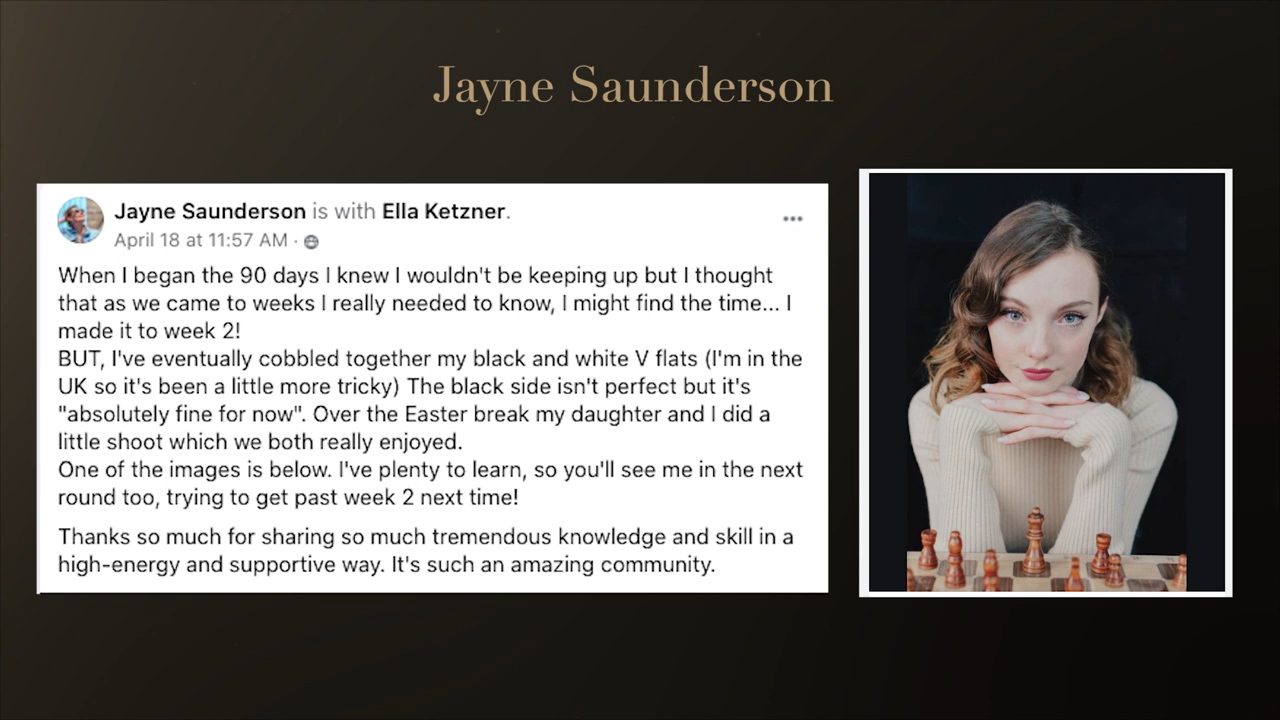 Jayne Saunderson
Jayne Saunderson is with Ella Ketzner.
April 18 at 11:57 AM ·
When I began the 90 days I knew I wouldn't be keeping up but I thought
that as we came to weeks I really needed to know, I might find the time... I
made it to week 2!
BUT, I've eventually cobbled together my black and white V flats (I'm in the
UK so it's been a little more tricky) The black side isn't perfect but it's
"absolutely fine for now". Over the Easter break my daughter and I did a
little shoot which we both really enjoyed.
One of the images is below. I've plenty to learn, so you'll see me in the next
round too, trying to get past week 2 next time!
Thanks so much for sharing so much tremendous knowledge and skill in a
high-energy and supportive way. It's such an amazing community.